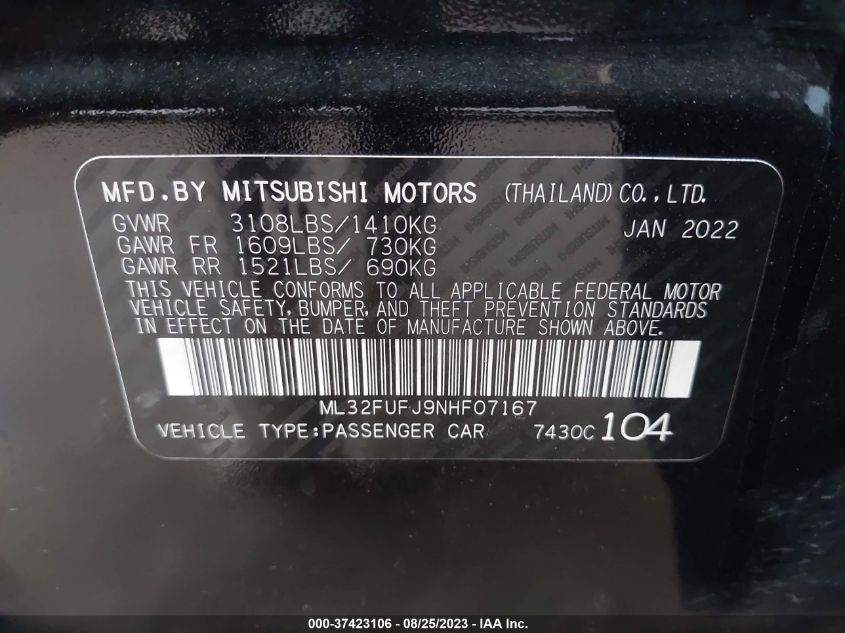 MFD.BY MITSUBISHI MOTORS (THAILAND)CO.,LTD.
GVWR 3108LBS/1410KG JAN 2022
GAWR FR 1609LBS/ 730KG
GAWR RR 1521LBS/ 690KG
THIS VEHICLE CONFORMS TO ALL APPLICABLE FEDERAL MOTOR
VEHICLE SAFETY, BUMPER, AND THEFT PREVENTION STANDARDS
IN EFFECT ON THE DATE OF MANUFACTURE SHOWN ABOVE.
ML32FUFJ9NHF07167
VEHICLE TYPE:PASSENGER CAR 7430C104
000-37423106 - 08/25/2023 - IAA Inc.